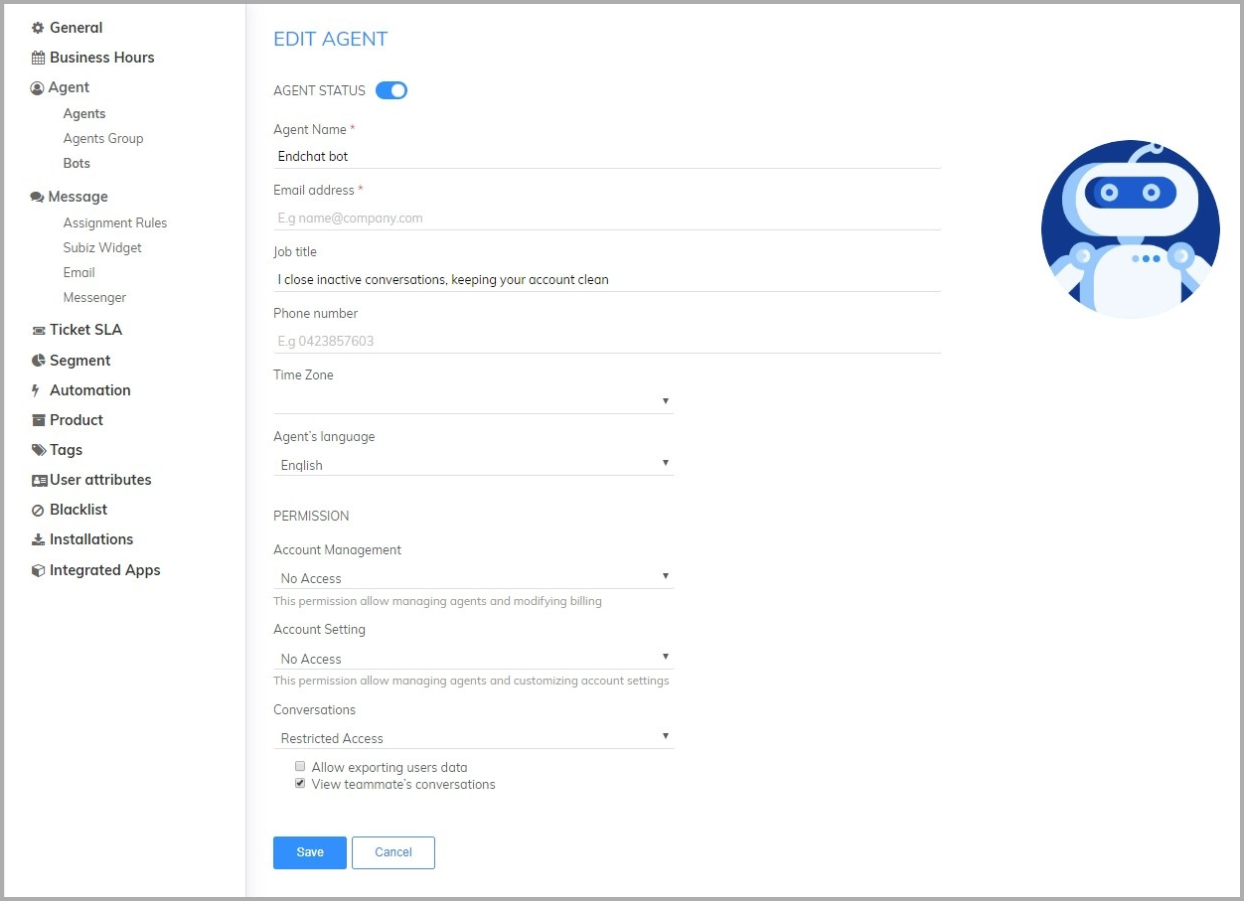 General
Business Hours
Agent
Agents
Agents Group
Bots
Message
Assignment Rules
Subiz Widget
Email
Messenger
Ticket SLA
Segment
Automation
Product
Tags
User attributes
Blacklist
Installations
Integrated Apps
EDIT AGENT
AGENT STATUS
Agent Name *
Endchat bot
Email address *
E.g name@company.com
Job title
I close inactive conversations, keeping your account clean
Phone number
E.g 0423857603
Time Zone
Agent's language
English
PERMISSION
Account Management
No Access
This permission allow managing agents and modifying billing
Account Setting
No Access
This permission allow managing agents and customizing account settings
Conversations
Restricted Access
Allow exporting users data
View teammate's conversations
Save Cancel